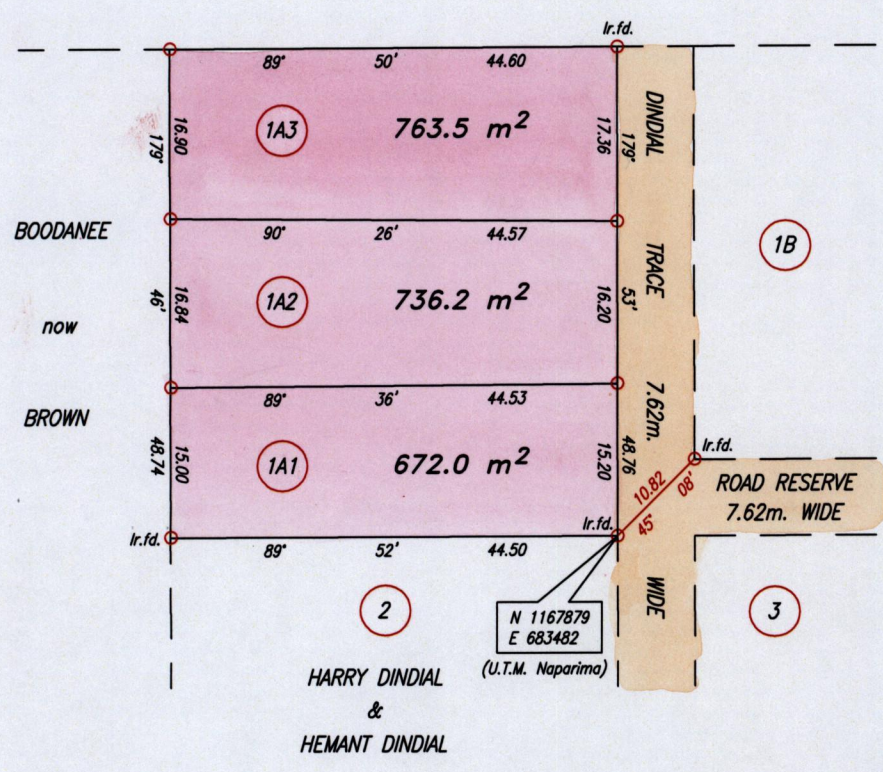 Ir.fd.
89° 50' 44.60
16.90
179°
1A3
763.5 m²
17.36
179°
DINDIAL
BOODANEE
90° 26' 44.57
1B
16.84
46'
1A2
736.2 m²
16.20
53'
TRACE
now
89° 36' 44.53
7.62m.
BROWN
48.74
15.00
1A1
672.0 m²
15.20
48.76
Ir.fd.
10.82
08'
45'
ROAD RESERVE
7.62m. WIDE
Ir.fd.
Ir.fd.
89° 52' 44.50
WIDE
2
N 1167879
E 683482
(U.T.M. Naparima)
3
HARRY DINDIAL
&
HEMANT DINDIAL